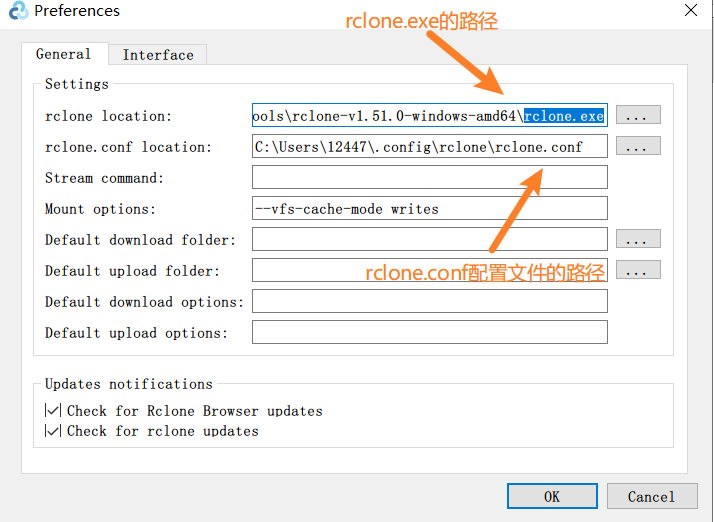 Preferences
rclone.exe的路径
General
Interface
Settings
rclone location:
ools\rclone-v1.51.0-windows-amd64\rclone.exe
...
rclone.conf location:
C:\Users\12447\.config\rclone\rclone.conf
...
Stream command:
Mount options:
--vfs-cache-mode writes
Default download folder:
...
Default upload folder:
rclone.conf配置文件的路径
...
Default download options:
Default upload options:
Updates notifications
Check for Rclone Browser updates
Check for rclone updates
OK
Cancel